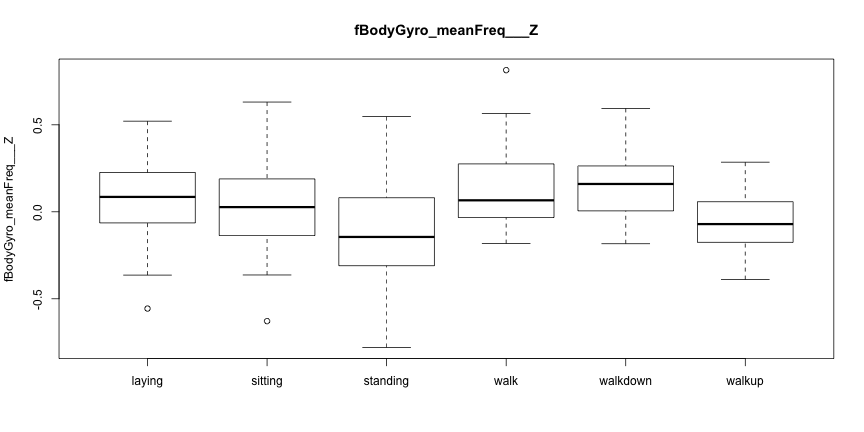 fBodyGyro_meanFreq___Z
fBodyGyro_meanFreq___Z
0.5
0.0
-0.5
laying sitting standing walk walkdown walkup